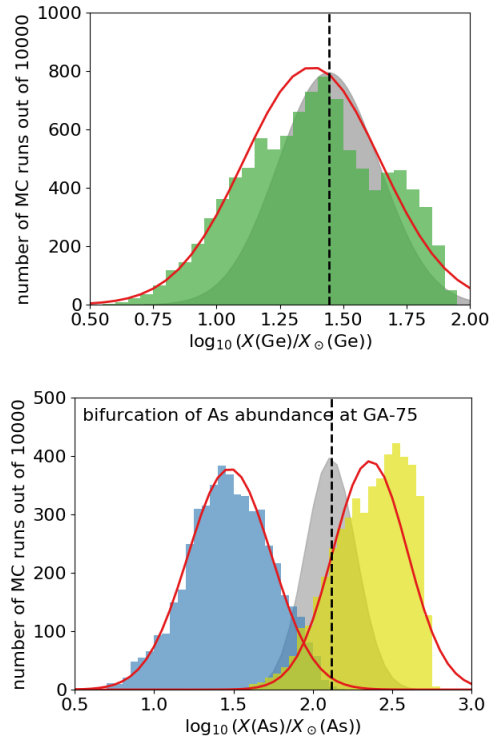 1000
800
600
400
200
0
number of MC runs out of 10000
0.50 0.75 1.00 1.25 1.50 1.75 2.00
log₁₀ (X(Ge)/X⊙(Ge))
500
400
300
200
100
0
number of MC runs out of 10000
bifurcation of As abundance at GA-75
0.5 1.0 1.5 2.0 2.5 3.0
log₁₀ (X(As)/X⊙(As))